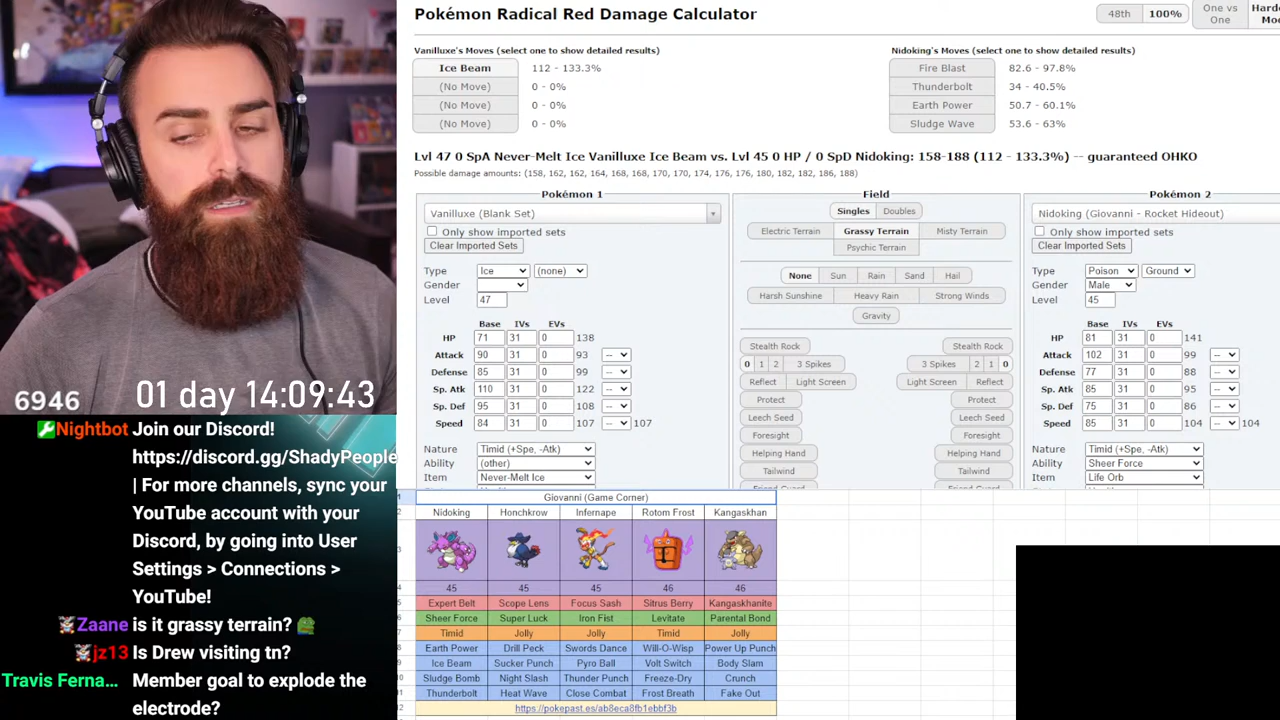 Pokémon Radical Red Damage Calculator
48th 100% One vs One
Vanilluxe's Moves (select one to show detailed results)
Nidoking's Moves (select one to show detailed results)
Ice Beam 112 - 133.3%
Fire Blast 82.6 - 97.8%
(No Move) 0 - 0%
Thunderbolt 34 - 40.5%
(No Move) 0 - 0%
Earth Power 50.7 - 60.1%
(No Move) 0 - 0%
Sludge Wave 53.6 - 63%
Lvl 47 0 SpA Never-Melt Ice Vanilluxe Ice Beam vs. Lvl 45 0 HP / 0 SpD Nidoking: 158-188 (112 - 133.3%) -- guaranteed OHKO
Possible damage amounts: (158, 162, 162, 164, 168, 168, 170, 170, 174, 176, 176, 180, 182, 182, 186, 188)
Pokémon 1
Vanilluxe (Blank Set)
Only show imported sets
Clear Imported Sets
Type Ice (none)
Gender
Level 47
Base IVs EVs
HP 71 31 0 138
Attack 90 31 0 93 --
Defense 85 31 0 99 --
Sp. Atk 110 31 0 122 --
Sp. Def 95 31 0 108 --
Speed 84 31 0 107 -- 107
Nature Timid (+Spe, -Atk)
Ability (other)
Item Never-Melt Ice
Field
Singles Doubles
Electric Terrain Grassy Terrain Misty Terrain
Psychic Terrain
None Sun Rain Sand Hail
Harsh Sunshine Heavy Rain Strong Winds
Gravity
Stealth Rock Stealth Rock
0 1 2 3 Spikes 3 Spikes 2 1 0
Reflect Light Screen Light Screen Reflect
Protect Protect
Leech Seed Leech Seed
Foresight Foresight
Helping Hand Helping Hand
Tailwind Tailwind
Pokémon 2
Nidoking (Giovanni - Rocket Hideout)
Only show imported sets
Clear Imported Sets
Type Poison Ground
Gender Male
Level 45
Base IVs EVs
HP 81 31 0 141
Attack 102 31 0 99 --
Defense 77 31 0 88 --
Sp. Atk 85 31 0 95 --
Sp. Def 75 31 0 86 --
Speed 85 31 0 104 -- 104
Nature Timid (+Spe, -Atk)
Ability Sheer Force
Item Life Orb
6946 01 day 14:09:43
Nightbot Join our Discord!
https://discord.gg/ShadyPeople
| For more channels, sync your
YouTube account with your
Discord, by going into User
Settings > Connections >
YouTube!
Zaane is it grassy terrain?
jz13 Is Drew visiting tn?
Travis Ferna... Member goal to explode the
electrode?
Giovanni (Game Corner)
Nidoking Honchkrow Infernape Rotom Frost Kangaskhan
45 45 45 46 46
Expert Belt Scope Lens Focus Sash Sitrus Berry Kangaskhanite
Sheer Force Super Luck Iron Fist Levitate Parental Bond
Timid Jolly Jolly Timid Jolly
Earth Power Drill Peck Swords Dance Will-O-Wisp Power Up Punch
Ice Beam Sucker Punch Pyro Ball Volt Switch Body Slam
Sludge Bomb Night Slash Thunder Punch Freeze-Dry Crunch
Thunderbolt Heat Wave Close Combat Frost Breath Fake Out
https://pokepast.es/ab8eca8fb1ebbf3b